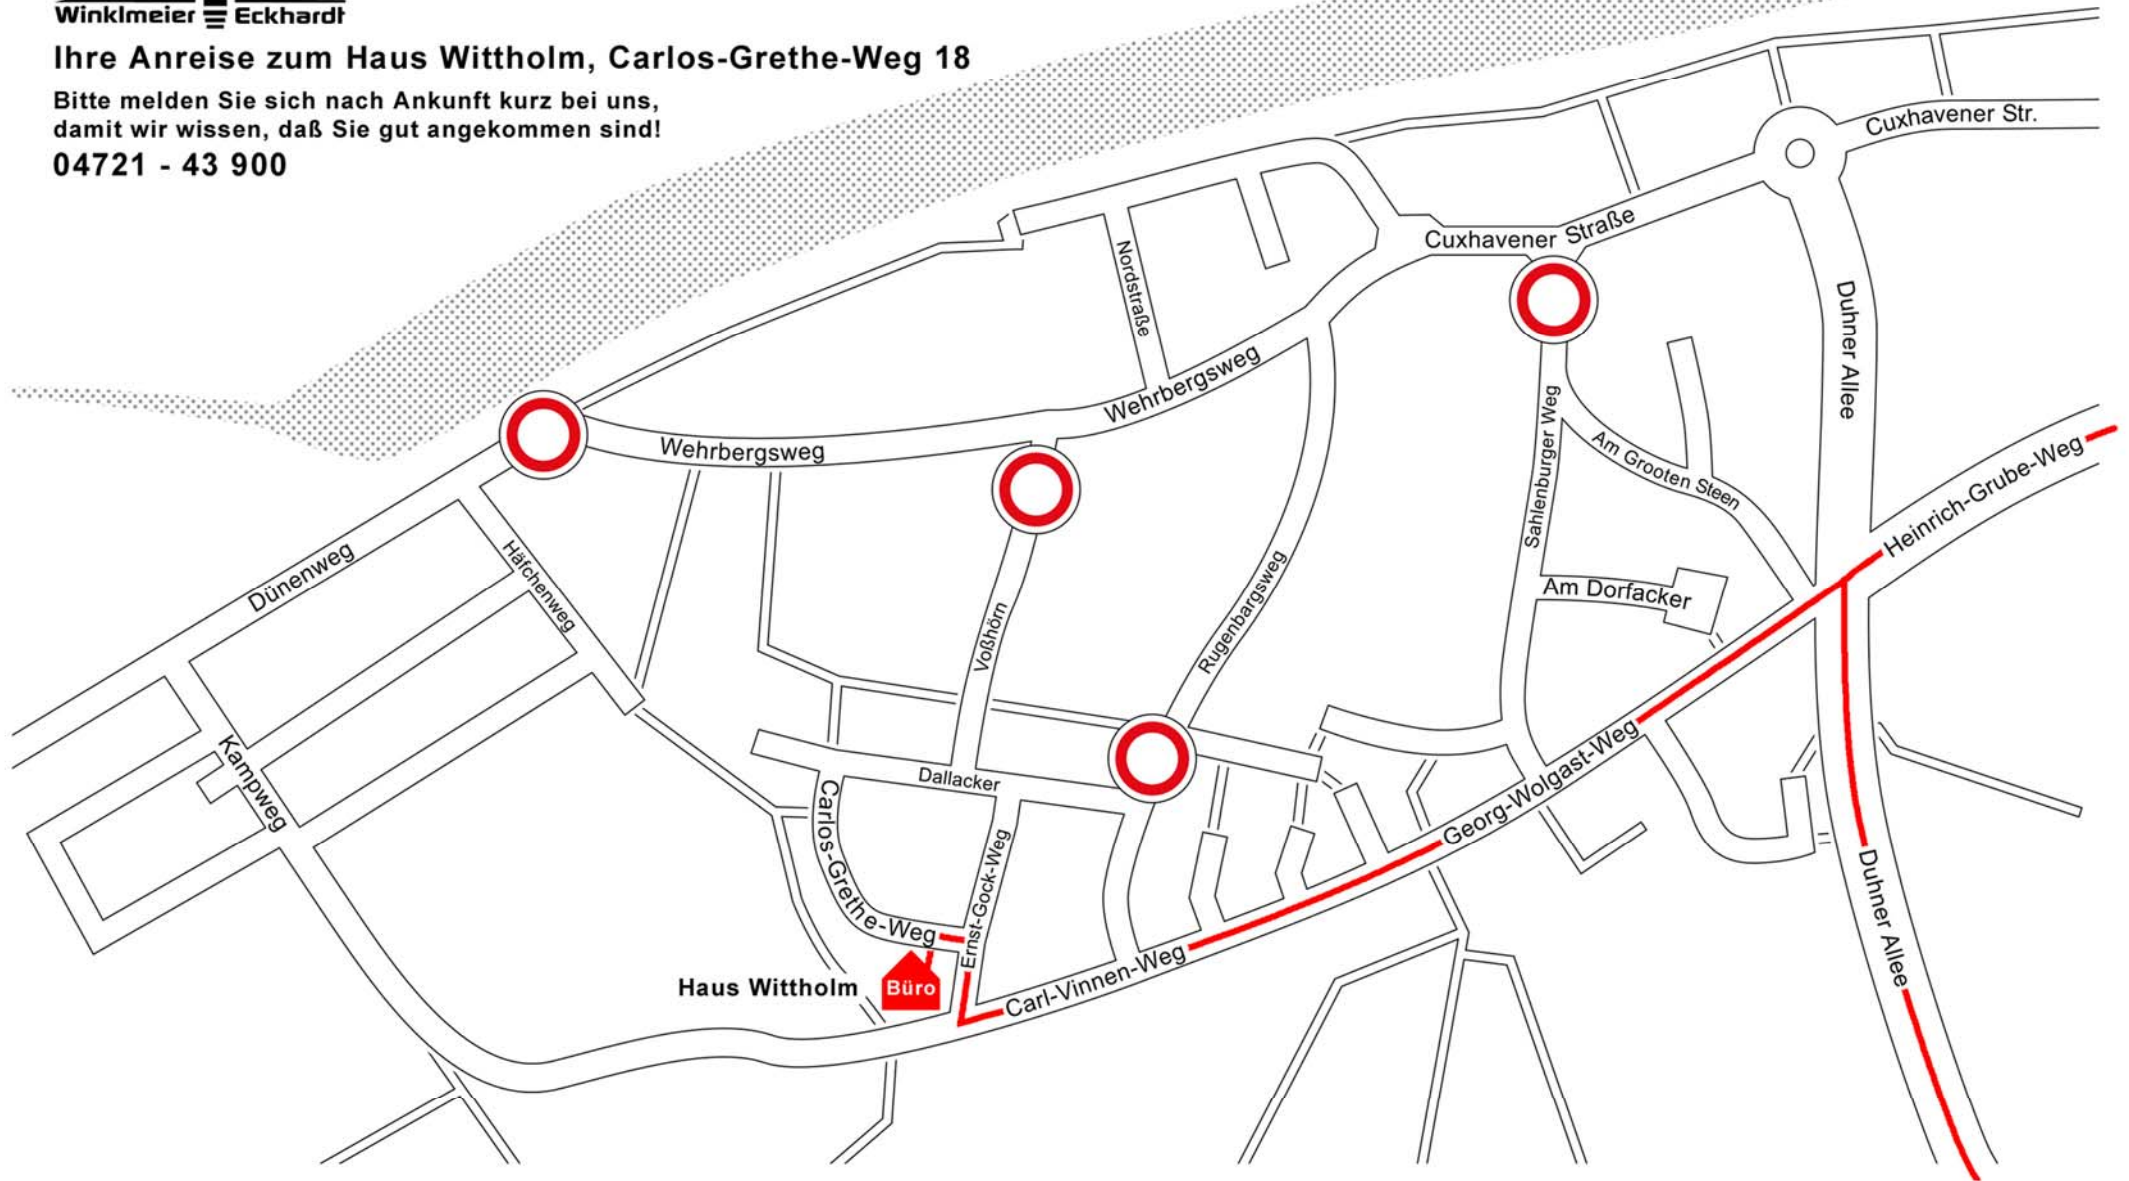 Winklmeier Eckhardt
Ihre Anreise zum Haus Wittholm, Carlos-Grethe-Weg 18
Bitte melden Sie sich nach Ankunft kurz bei uns,
damit wir wissen, daß Sie gut angekommen sind!
04721 - 43 900
Cuxhavener Str.
Cuxhavener Straße
Nordstraße
Duhner Allee
Wehrbergsweg
Wehrbergsweg
Sahlenburger Weg
Am Grooten Steen
Heinrich-Grube-Weg
Dünenweg
Häfchenweg
Am Dorfacker
Voßhörn
Rugenbargsweg
Kampweg
Dallacker
Georg-Wolgast-Weg
Carlos-Grethe-Weg
Ernst-Gock-Weg
Duhner Allee
Carl-Vinnen-Weg
Haus Wittholm
Büro